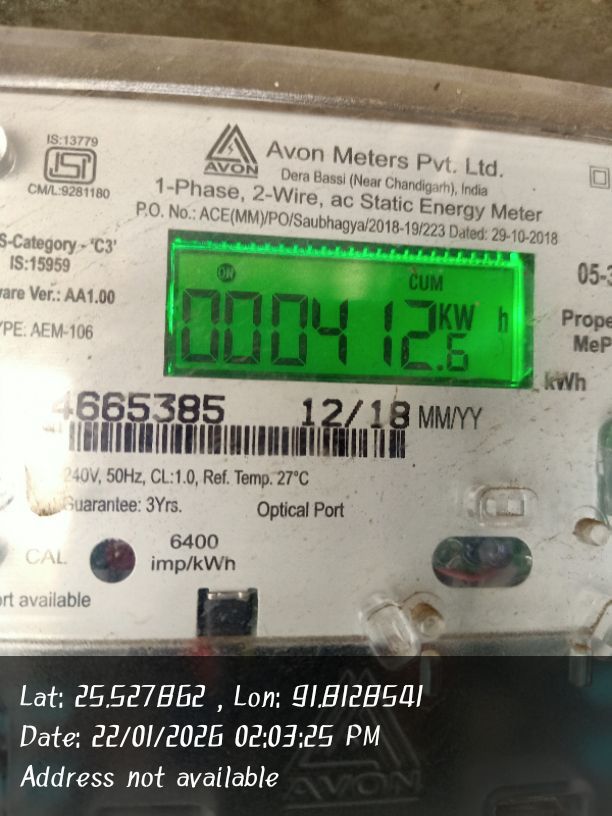 IS:13779
ISI
CM/L:9281180
AVON
Avon Meters Pvt. Ltd.
Dera Bassi (Near Chandigarh), India
1-Phase, 2-Wire, ac Static Energy Meter
P.O. No.: ACE(MM)/PO/Saubhagya/2018-19/223 Dated: 29-10-2018
S-Category - 'C3'
IS:15959
ware Ver.: AA1.00
YPE: AEM-106
ON
CUM
000412.6 KW h
05-3
Prope
MeP
kWh
4665385 12/18 MM/YY
240V, 50Hz, CL:1.0, Ref. Temp. 27°C
Guarantee: 3Yrs.
Optical Port
CAL
6400
imp/kWh
ort available
Lat: 25.527862 , Lon: 91.8128541
Date: 22/01/2026 02:03:25 PM
Address not available
AVON